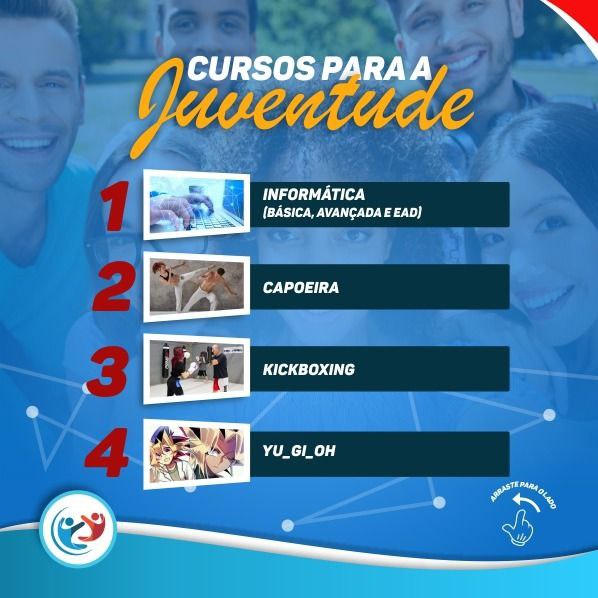 CURSOS PARA A
Juventude
1
INFORMÁTICA
(BÁSICA, AVANÇADA E EAD)
2
CAPOEIRA
3
KICKBOXING
4
YU_GI_OH
ARRASTE PARA O LADO